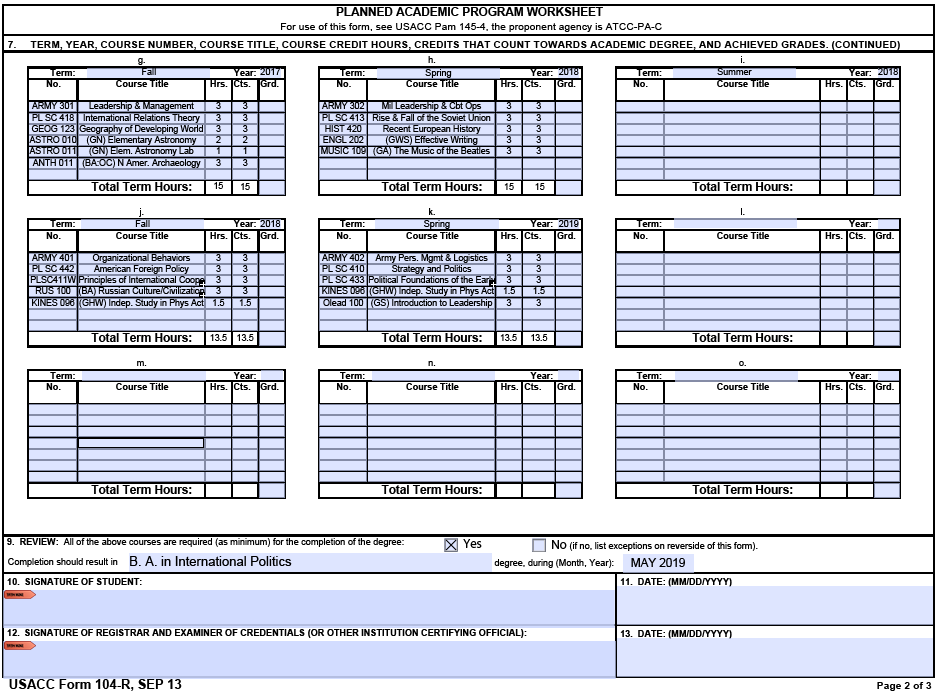 PLANNED ACADEMIC PROGRAM WORKSHEET
For use of this form, see USACC Pam 145-4, the proponent agency is ATCC-PA-C
7. TERM, YEAR, COURSE NUMBER, COURSE TITLE, COURSE CREDIT HOURS, CREDITS THAT COUNT TOWARDS ACADEMIC DEGREE, AND ACHIEVED GRADES. (CONTINUED)
g.
Term: Fall Year: 2017
No. Course Title Hrs. Cts. Grd.
ARMY 301 Leadership & Management 3 3
PL SC 418 International Relations Theory 3 3
GEOG 123 Geography of Developing World 3 3
ASTRO 010 (GN) Elementary Astronomy 2 2
ASTRO 011 (GN) Elem. Astronomy Lab 1 1
ANTH 011 (BA:OC) N Amer. Archaeology 3 3
Total Term Hours: 15 15
h.
Term: Spring Year: 2018
No. Course Title Hrs. Cts. Grd.
ARMY 302 Mil Leadership & Cbt Ops 3 3
PL SC 413 Rise & Fall of the Soviet Union 3 3
HIST 420 Recent European History 3 3
ENGL 202 (GWS) Effective Writing 3 3
MUSIC 109 (GA) The Music of the Beatles 3 3
Total Term Hours: 15 15
i.
Term: Summer Year: 2018
No. Course Title Hrs. Cts. Grd.
Total Term Hours:
j.
Term: Fall Year: 2018
No. Course Title Hrs. Cts. Grd.
ARMY 401 Organizational Behaviors 3 3
PL SC 442 American Foreign Policy 3 3
PLSC411W Principles of International Coope 3 3
RUS 100 (BA) Russian Culture/Civilization 3 3
KINES 096 (GHW) Indep. Study in Phys Act 1.5 1.5
Total Term Hours: 13.5 13.5
k.
Term: Spring Year: 2019
No. Course Title Hrs. Cts. Grd.
ARMY 402 Army Pers. Mgmt & Logistics 3 3
PL SC 410 Strategy and Politics 3 3
PL SC 433 Political Foundations of the Early 3 3
KINES 096 (GHW) Indep. Study in Phys Act 1.5 1.5
Olead 100 (GS) Introduction to Leadership 3 3
Total Term Hours: 13.5 13.5
l.
Term: Year:
No. Course Title Hrs. Cts. Grd.
Total Term Hours:
m.
Term: Year:
No. Course Title Hrs. Cts. Grd.
Total Term Hours:
n.
Term: Year:
No. Course Title Hrs. Cts. Grd.
Total Term Hours:
o.
Term: Year:
No. Course Title Hrs. Cts. Grd.
Total Term Hours:
9. REVIEW: All of the above courses are required (as minimum) for the completion of the degree: Yes No (if no, list exceptions on reverside of this form).
Completion should result in B. A. in International Politics degree, during (Month, Year): MAY 2019
10. SIGNATURE OF STUDENT:
11. DATE: (MM/DD/YYYY)
12. SIGNATURE OF REGISTRAR AND EXAMINER OF CREDENTIALS (OR OTHER INSTITUTION CERTIFYING OFFICIAL):
13. DATE: (MM/DD/YYYY)
USACC Form 104-R, SEP 13
Page 2 of 3